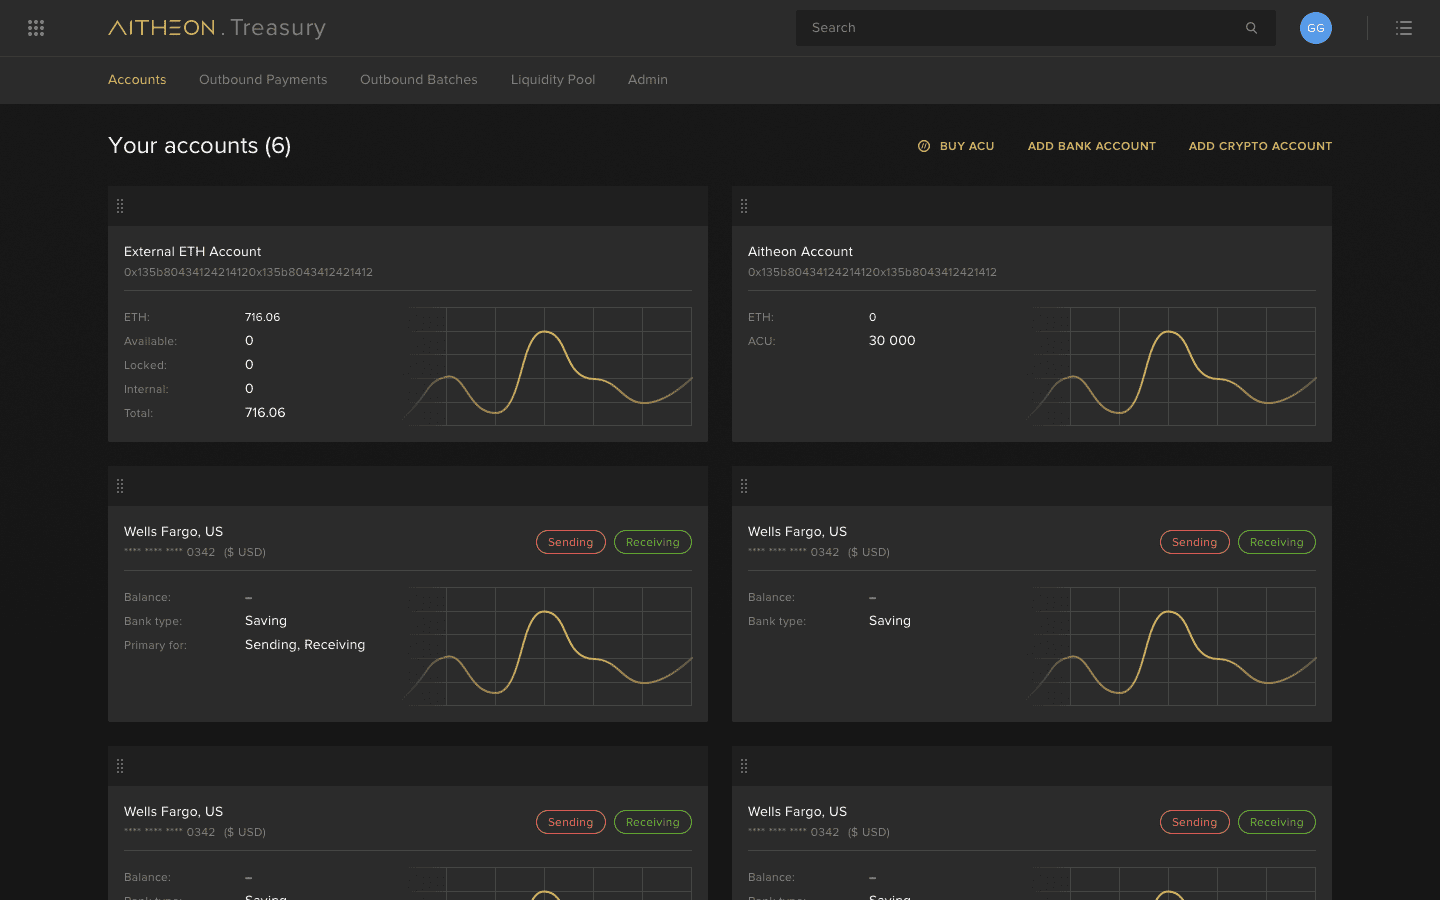 AITHEON . Treasury
Search
GG
Accounts Outbound Payments Outbound Batches Liquidity Pool Admin
Your accounts (6)
BUY ACU ADD BANK ACCOUNT ADD CRYPTO ACCOUNT
External ETH Account
0x135b80434124214120x135b8043412421412
ETH: 716.06
Available: 0
Locked: 0
Internal: 0
Total: 716.06
Aitheon Account
0x135b80434124214120x135b8043412421412
ETH: 0
ACU: 30 000
Wells Fargo, US
**** **** **** 0342 ($ USD)
Sending Receiving
Balance: –
Bank type: Saving
Primary for: Sending, Receiving
Wells Fargo, US
**** **** **** 0342 ($ USD)
Sending Receiving
Balance: –
Bank type: Saving
Wells Fargo, US
**** **** **** 0342 ($ USD)
Sending Receiving
Balance: –
Bank type: Saving
Wells Fargo, US
**** **** **** 0342 ($ USD)
Sending Receiving
Balance: –
Bank type: Saving